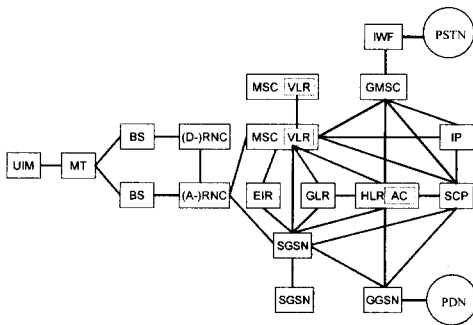 PSTN
IWF
MSC VLR
GMSC
BS
(D-)RNC
MSC VLR
IP
UIM
MT
BS
(A-)RNC
EIR
GLR
HLR AC
SCP
SGSN
SGSN
GGSN
PDN